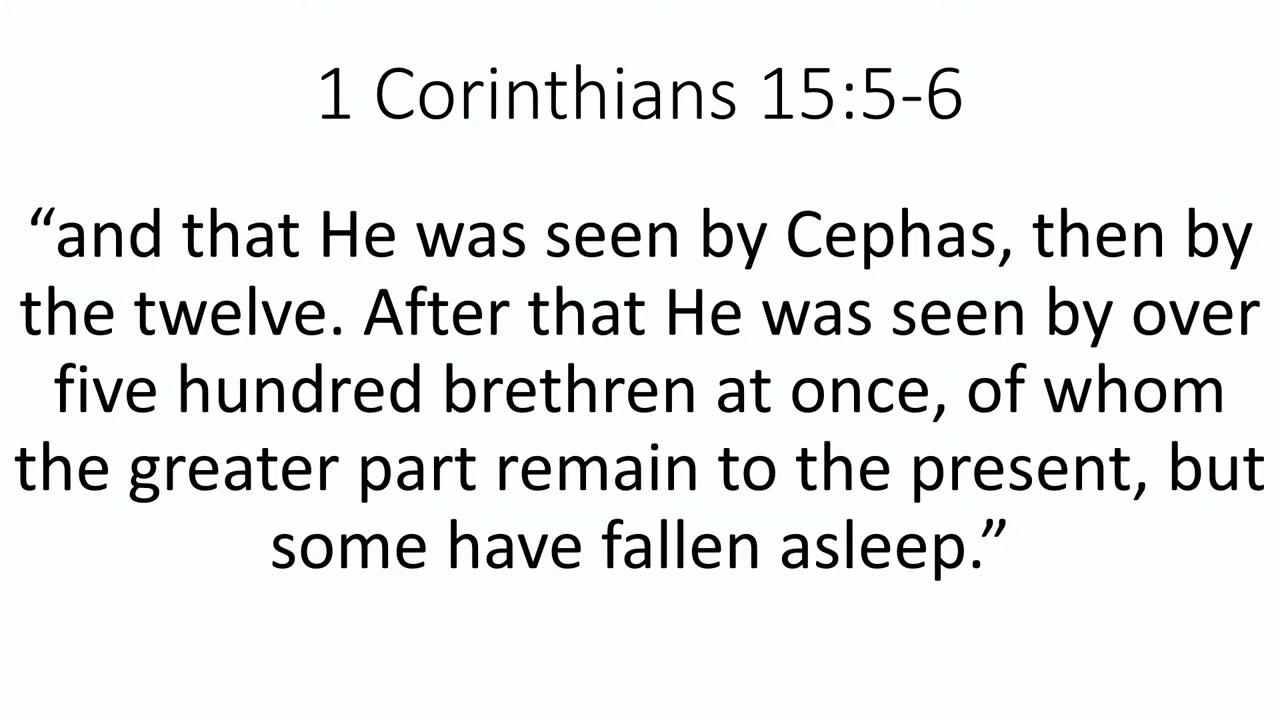 1 Corinthians 15:5-6
“and that He was seen by Cephas, then by
the twelve. After that He was seen by over
five hundred brethren at once, of whom
the greater part remain to the present, but
some have fallen asleep.”